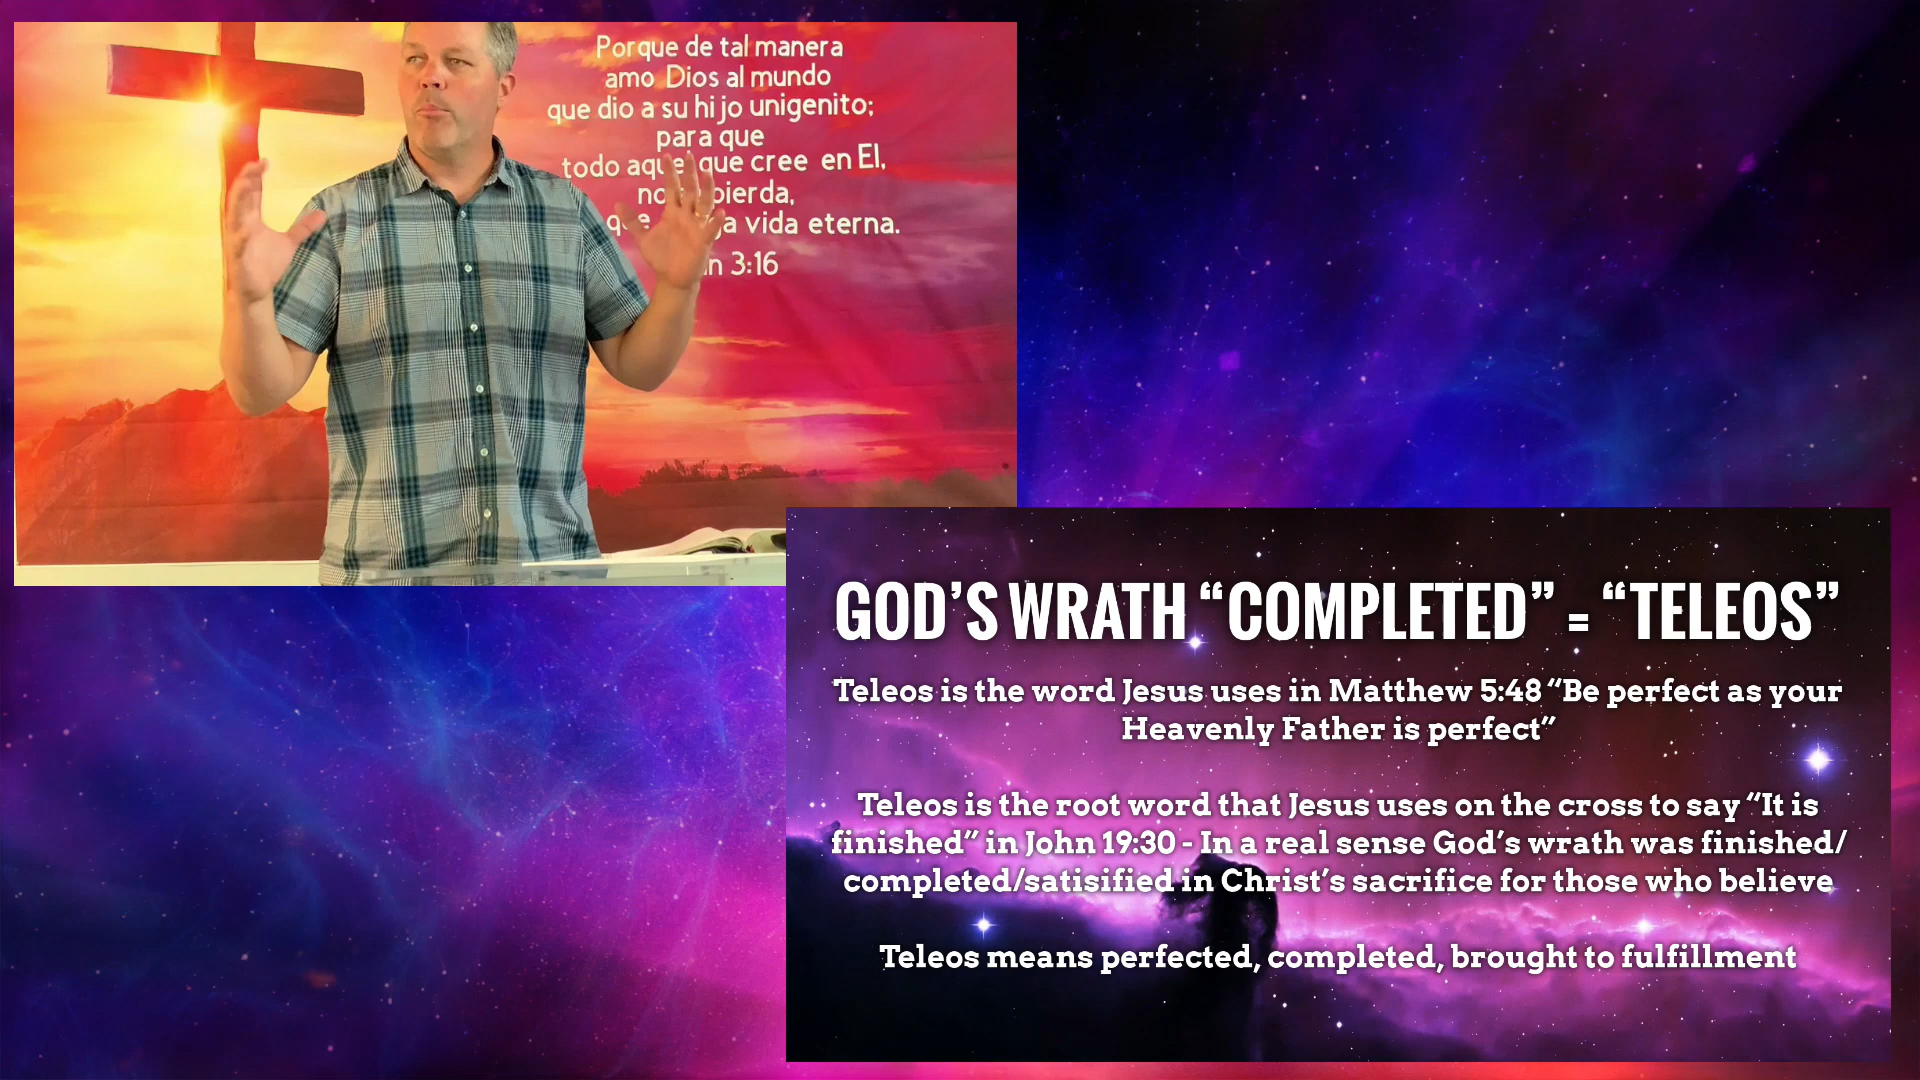 Porque de tal manera
amo Dios al mundo
que dio a su hijo unigenito;
para que
todo que cree en El,
vida eterna.
3:16
GOD’S WRATH “COMPLETED” = “TELEOS”
Teleos is the word Jesus uses in Matthew 5:48 “Be perfect as your
Heavenly Father is perfect”
Teleos is the root word that Jesus uses on the cross to say “It is
finished” in John 19:30 - In a real sense God’s wrath was finished/
completed/satisified in Christ’s sacrifice for those who believe
Teleos means perfected, completed, brought to fulfillment